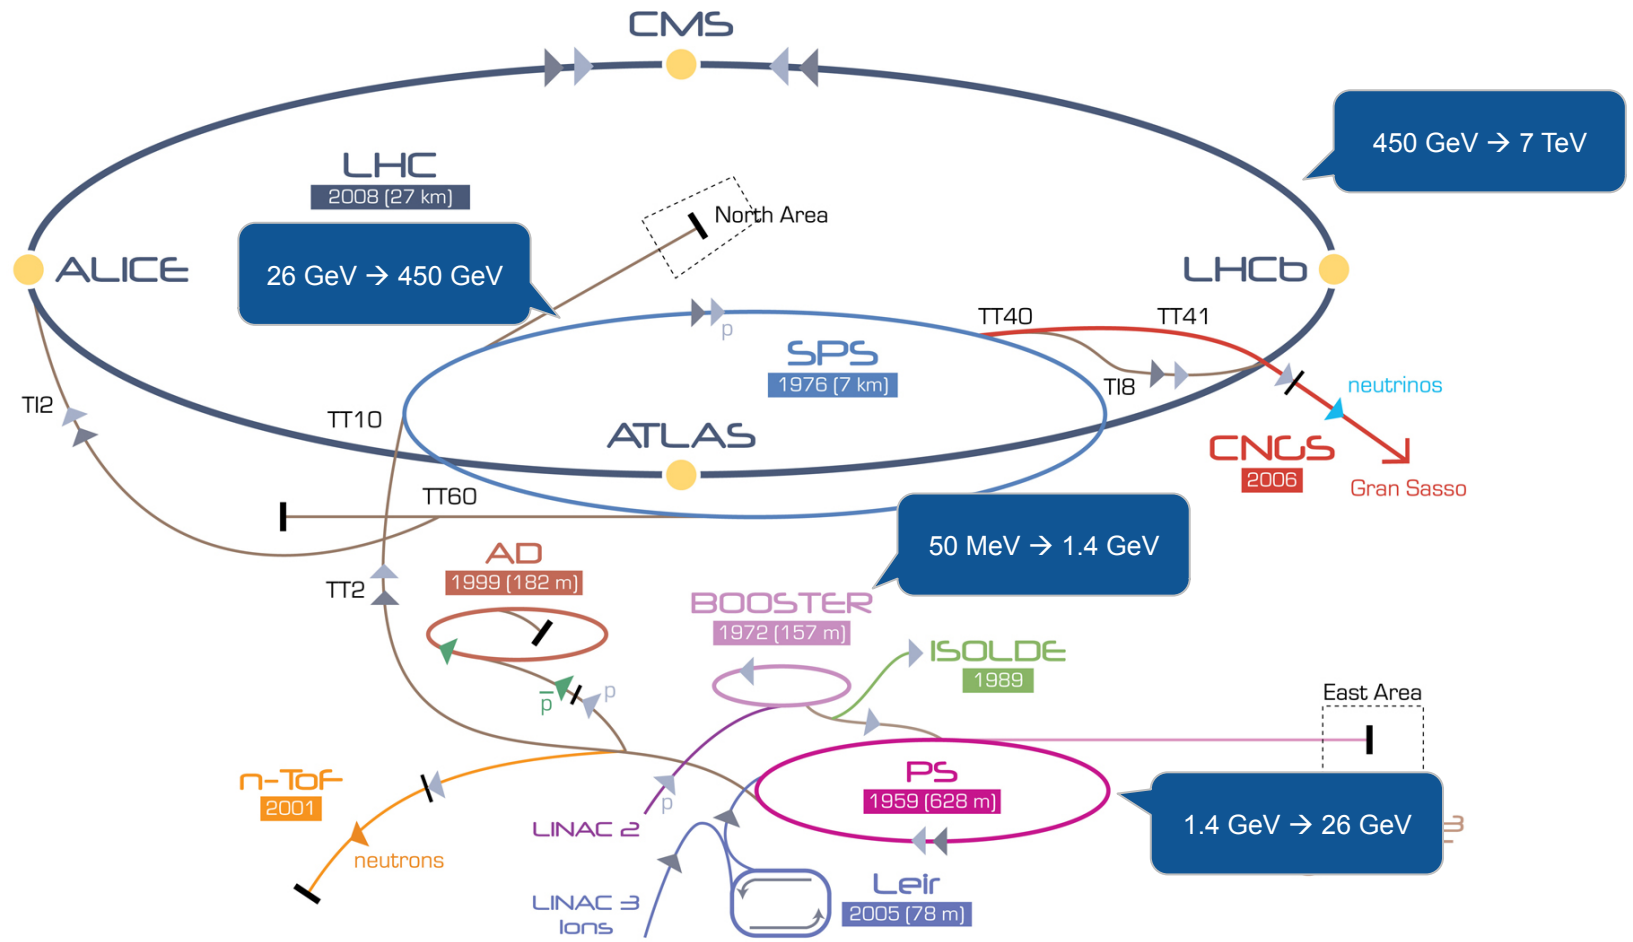 CMS
450 GeV → 7 TeV
LHC
2008 (27 km)
North Area
26 GeV → 450 GeV
ALICE
LHCb
TT40
TT41
p
SPS
1976 (7 km)
TI8
neutrinos
TI2
TT10
ATLAS
CNGS
2006
Gran Sasso
TT60
50 MeV → 1.4 GeV
AD
1999 (182 m)
TT2
BOOSTER
1972 (157 m)
ISOLDE
1989
p
p̅
East Area
n-ToF
2001
PS
1959 (628 m)
p
LINAC 2
1.4 GeV → 26 GeV
3
neutrons
Leir
2005 (78 m)
LINAC 3
Ions